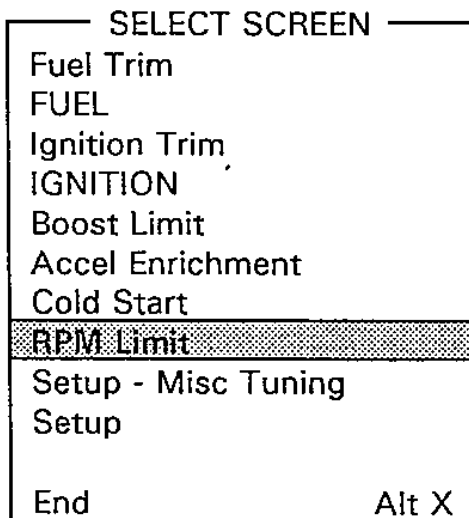 SELECT SCREEN
Fuel Trim
FUEL
Ignition Trim
IGNITION
Boost Limit
Accel Enrichment
Cold Start
RPM Limit
Setup - Misc Tuning
Setup
End Alt X